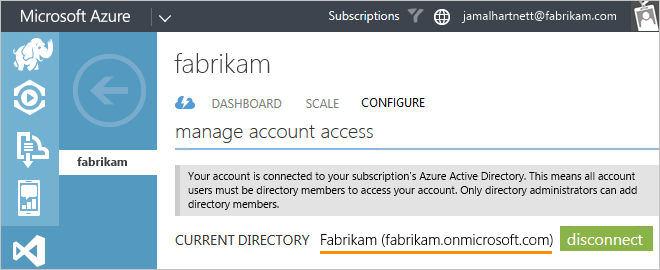 Microsoft Azure Subscriptions jamalhartnett@fabrikam.com
fabrikam
DASHBOARD SCALE CONFIGURE
manage account access
fabrikam
Your account is connected to your subscription's Azure Active Directory. This means all account
users must be directory members to access your account. Only directory administrators can add
directory members.
CURRENT DIRECTORY Fabrikam (fabrikam.onmicrosoft.com) disconnect